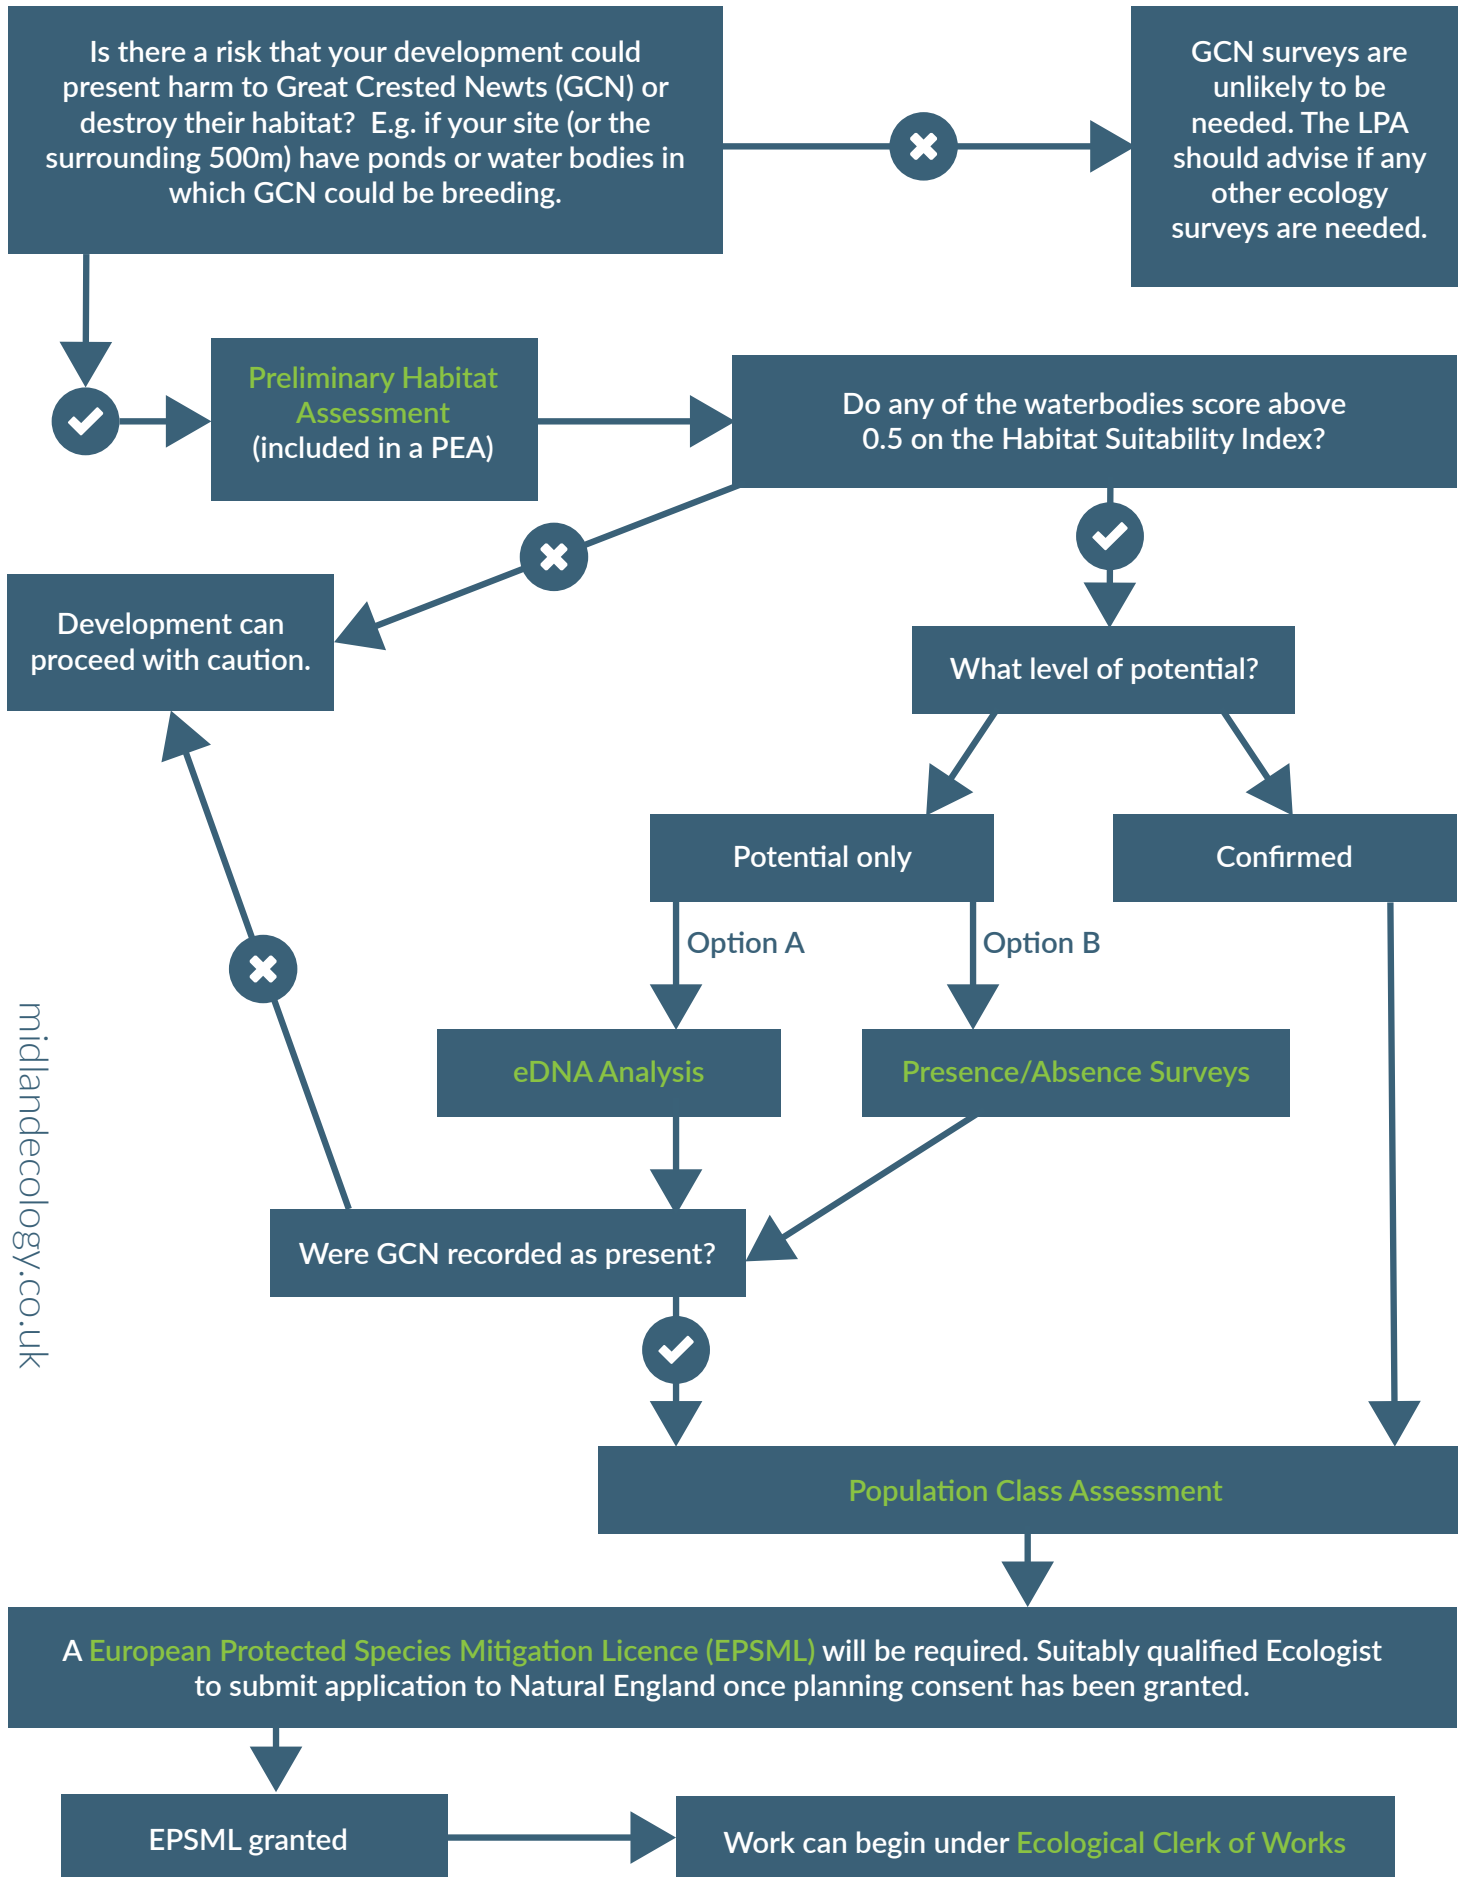 Is there a risk that your development could
present harm to Great Crested Newts (GCN) or
destroy their habitat?  E.g. if your site (or the
surrounding 500m) have ponds or water bodies in
which GCN could be breeding.
GCN surveys are
unlikely to be
needed. The LPA
should advise if any
other ecology
surveys are needed.
Preliminary Habitat
Assessment
(included in a PEA)
Do any of the waterbodies score above
0.5 on the Habitat Suitability Index?
Development can
proceed with caution.
What level of potential?
Potential only
Confirmed
Option A
Option B
eDNA Analysis
Presence/Absence Surveys
Were GCN recorded as present?
midlandecology.co.uk
Population Class Assessment
A European Protected Species Mitigation Licence (EPSML) will be required. Suitably qualified Ecologist
to submit application to Natural England once planning consent has been granted.
EPSML granted
Work can begin under Ecological Clerk of Works